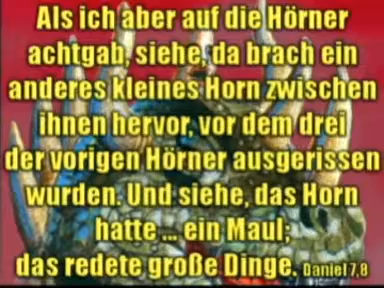 Als ich aber auf die Hörner
achtgab, siehe, da brach ein
anderes kleines Horn zwischen
ihnen hervor, vor dem drei
der vorigen Hörner ausgerissen
wurden. Und siehe, das Horn
hatte ... ein Maul;
das redete große Dinge. Daniel 7,8